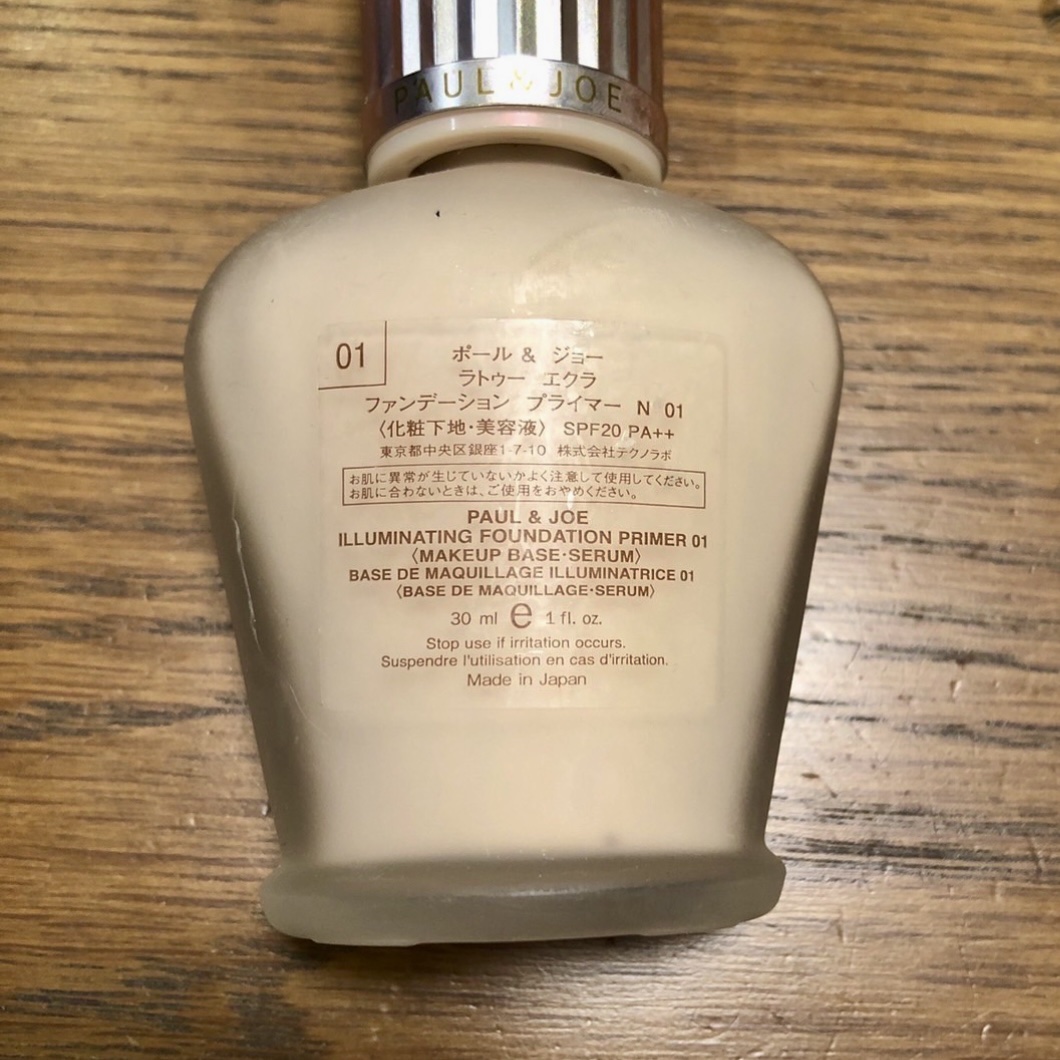 PAUL & JOE
01
ポール & ジョー
ラトゥー エクラ
ファンデーション プライマー N 01
〈化粧下地・美容液〉 SPF20 PA++
東京都中央区銀座1-7-10 株式会社テクノラボ
お肌に異常が生じていないかよく注意して使用してください。
お肌に合わないときは、ご使用をおやめください。
PAUL & JOE
ILLUMINATING FOUNDATION PRIMER 01
〈MAKEUP BASE・SERUM〉
BASE DE MAQUILLAGE ILLUMINATRICE 01
〈BASE DE MAQUILLAGE・SERUM〉
30 ml ℮ 1 fl. oz.
Stop use if irritation occurs.
Suspendre l'utilisation en cas d'irritation.
Made in Japan